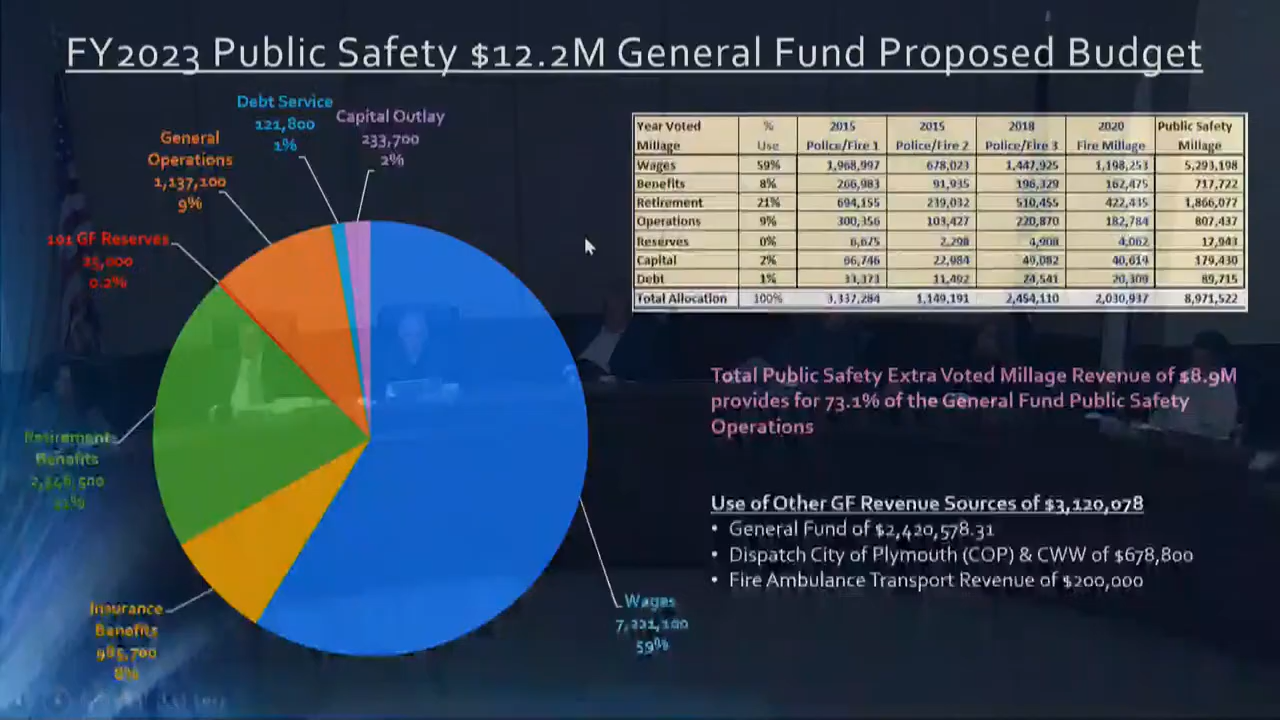 FY2023 Public Safety $12.2M General Fund Proposed Budget
Debt Service
121,800
1%
Capital Outlay
233,700
2%
General
Operations
1,137,100
9%
101 GF Reserves
0.2%
Retirement
Benefits
Insurance
Benefits
985,700
8%
Wages
59%
Year Voted Millage | % Use | 2015 Police/Fire 1 | 2015 Police/Fire 2 | 2018 Police/Fire 3 | 2020 Fire Millage | Public Safety Millage
Wages 59% 1,968,997 678,023 1,447,925 1,198,253 5,293,198
Benefits 8% 266,983 91,935 196,329 162,475 717,722
Retirement 21% 694,155 239,032 510,455 422,435 1,866,077
Operations 9% 300,356 103,427 220,870 182,784 807,437
Reserves 0% 6,675 2,298 4,908 4,062 17,943
Capital 2% 66,746 22,984 49,082 40,619 179,430
Debt 1% 33,373 11,492 24,541 20,309 89,715
Total Allocation 100% 3,337,284 1,149,191 2,454,110 2,030,937 8,971,522
Total Public Safety Extra Voted Millage Revenue of $8.9M
provides for 73.1% of the General Fund Public Safety
Operations
Use of Other GF Revenue Sources of $3,120,078
• General Fund of $2,420,578.31
• Dispatch City of Plymouth (COP) & CWW of $678,800
• Fire Ambulance Transport Revenue of $200,000